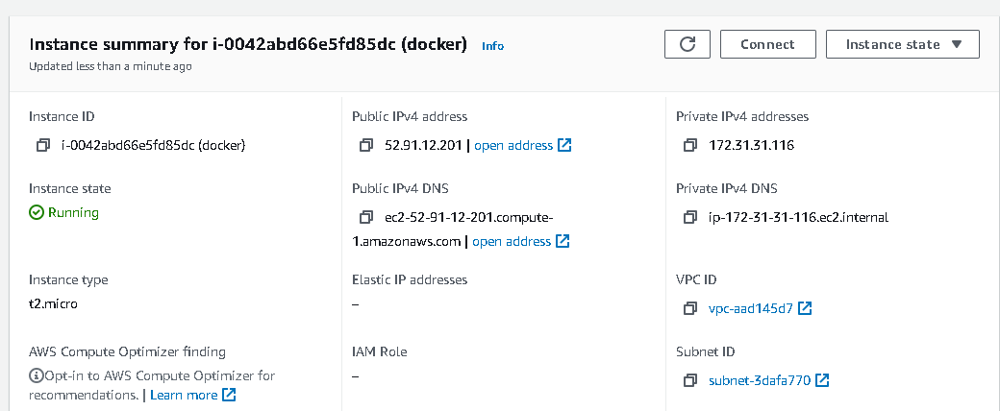 Instance summary for i-0042abd66e5fd85dc (docker) Info
Updated less than a minute ago
Connect
Instance state
Instance ID
i-0042abd66e5fd85dc (docker)
Public IPv4 address
52.91.12.201 | open address
Private IPv4 addresses
172.31.31.116
Instance state
Running
Public IPv4 DNS
ec2-52-91-12-201.compute-
1.amazonaws.com | open address
Private IPv4 DNS
ip-172-31-31-116.ec2.internal
Instance type
t2.micro
Elastic IP addresses
–
VPC ID
vpc-aad145d7
AWS Compute Optimizer finding
Opt-in to AWS Compute Optimizer for
recommendations. | Learn more
IAM Role
–
Subnet ID
subnet-3dafa770